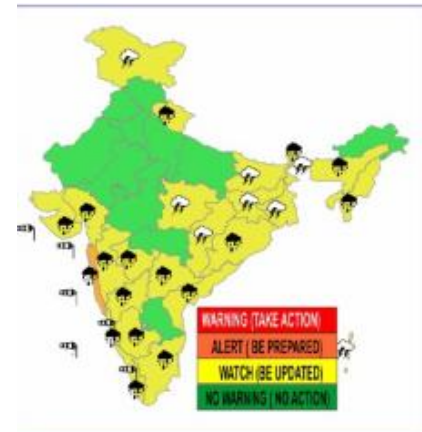 WARNING (TAKE ACTION)
ALERT ( BE PREPARED)
WATCH (BE UPDATED)
NO WARNING ( NO ACTION)